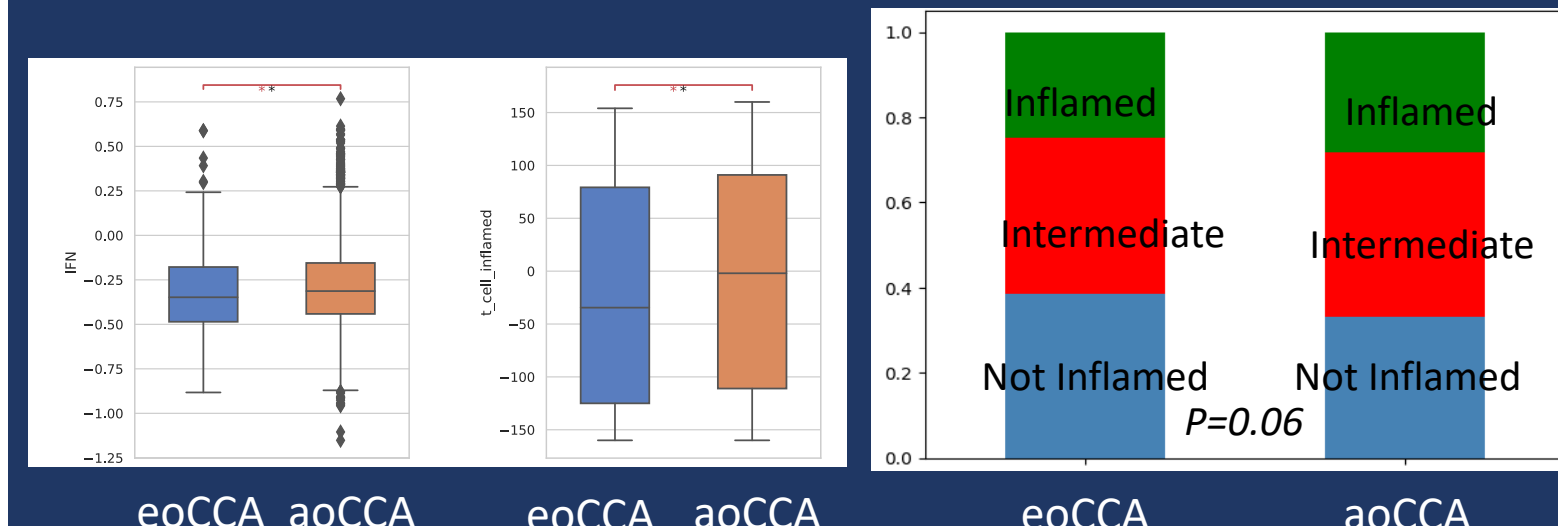 IFN
0.75
0.50
0.25
0.00
−0.25
−0.50
−0.75
−1.00
−1.25
**
eoCCA aoCCA
t_cell_inflamed
150
100
50
0
−50
−100
−150
**
eoCCA aoCCA
1.0
0.8
0.6
0.4
0.2
0.0
Inflamed Inflamed
Intermediate Intermediate
Not Inflamed Not Inflamed
P=0.06
eoCCA aoCCA